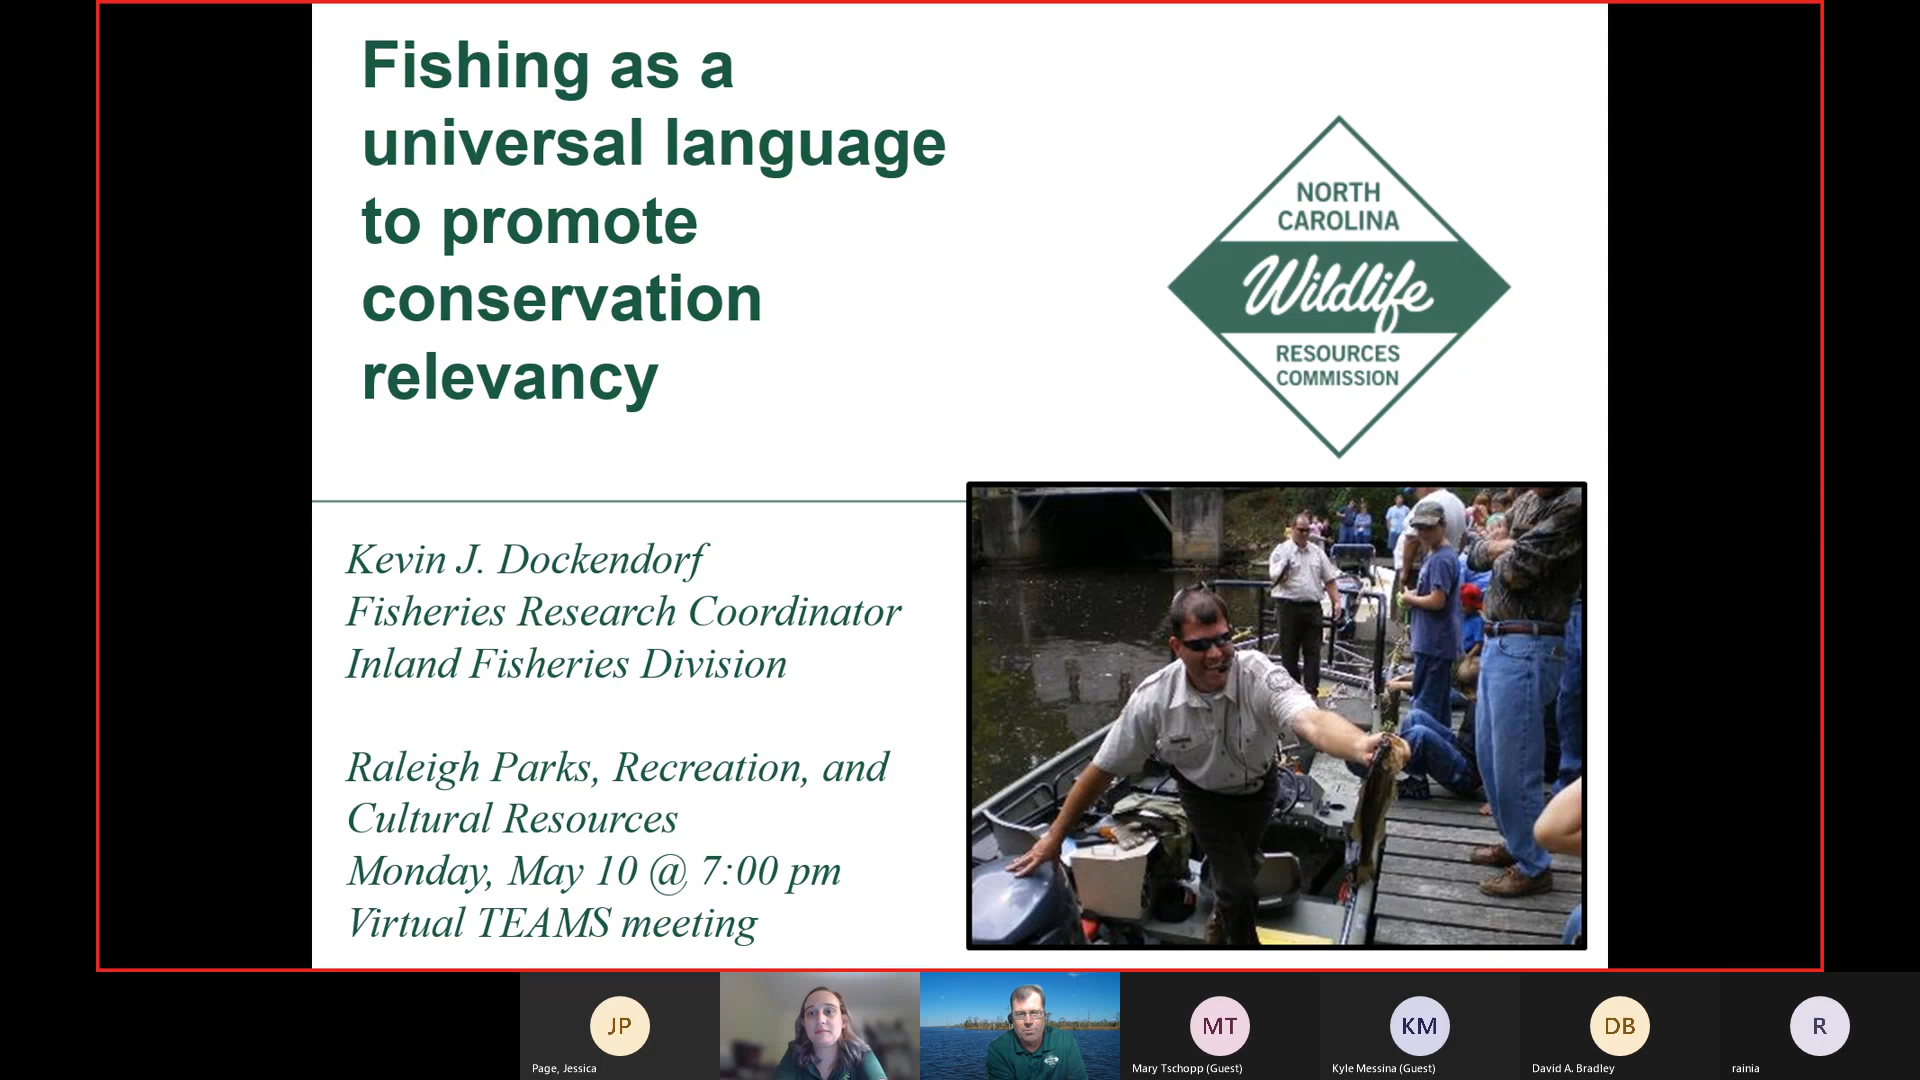 Fishing as a
universal language
to promote
conservation
relevancy
NORTH
CAROLINA
Wildlife
RESOURCES
COMMISSION
Kevin J. Dockendorf
Fisheries Research Coordinator
Inland Fisheries Division
Raleigh Parks, Recreation, and
Cultural Resources
Monday, May 10 @ 7:00 pm
Virtual TEAMS meeting
JP
MT
KM
DB
R
Page, Jessica
Mary Tschopp (Guest)
Kyle Messina (Guest)
David A. Bradley
rainia